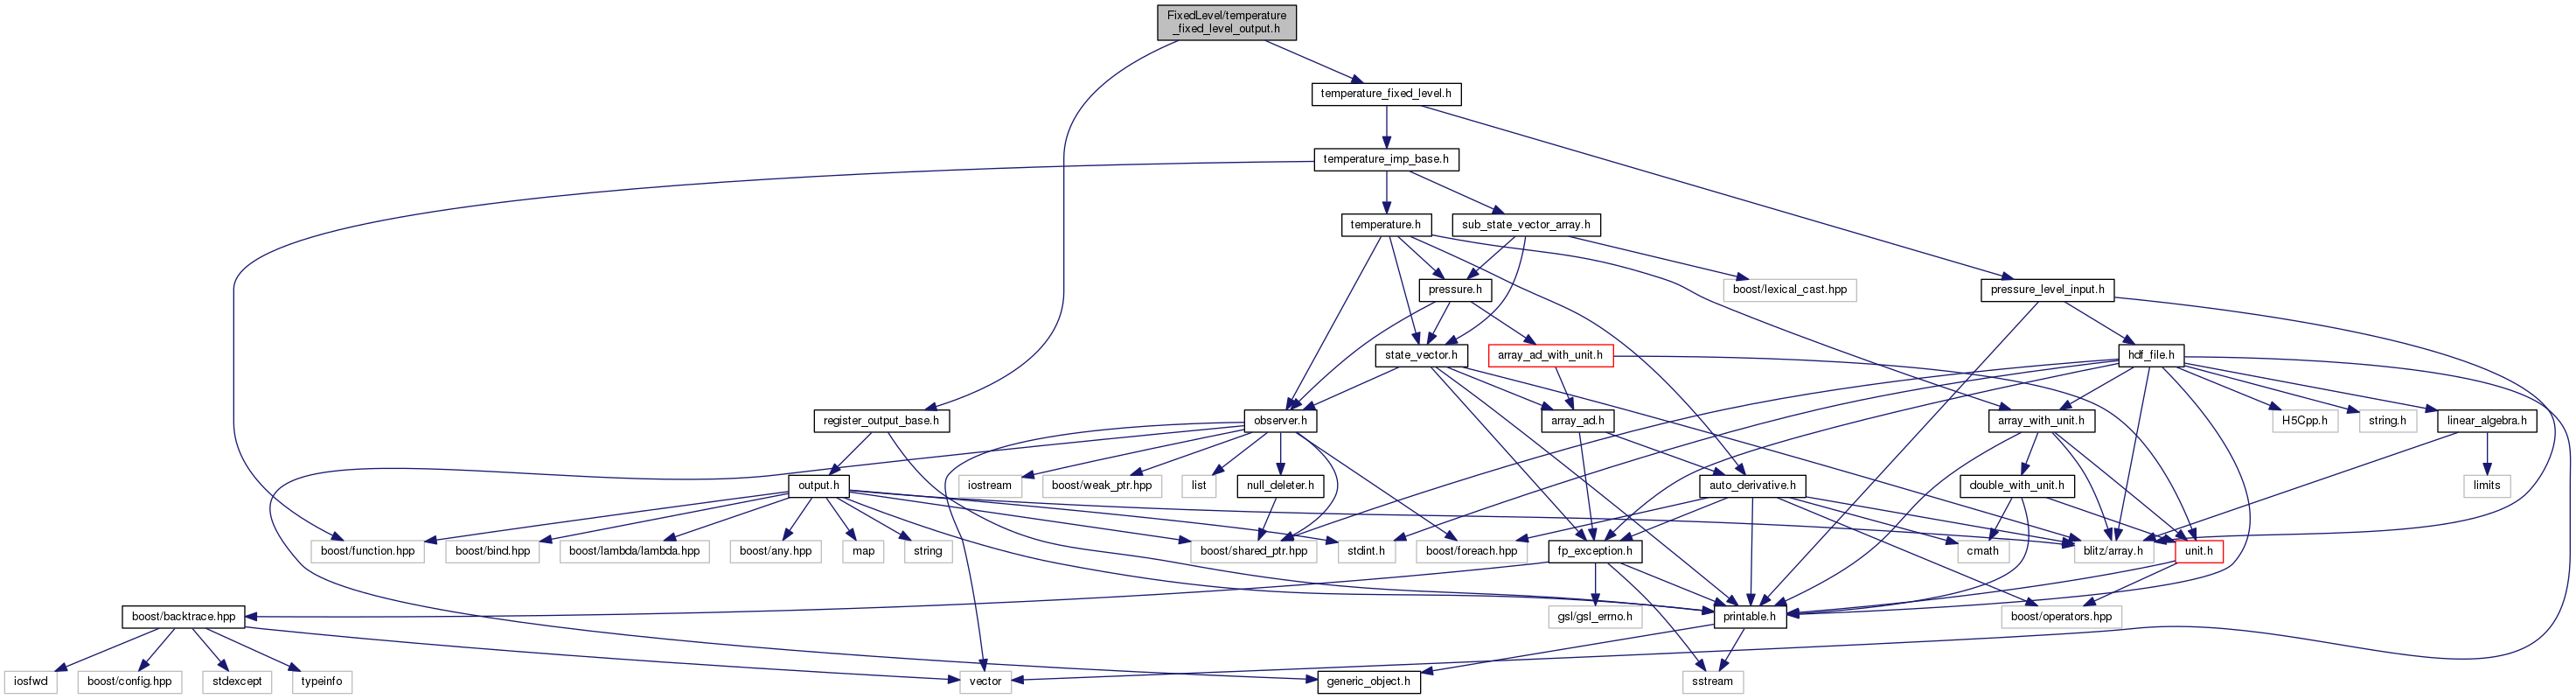 FixedLevel/temperature
_fixed_level_output.h
temperature_fixed_level.h
temperature_imp_base.h
temperature.h
sub_state_vector_array.h
pressure.h
boost/lexical_cast.hpp
pressure_level_input.h
state_vector.h
array_ad_with_unit.h
hdf_file.h
register_output_base.h
observer.h
array_ad.h
array_with_unit.h
H5Cpp.h
string.h
linear_algebra.h
output.h
iostream
boost/weak_ptr.hpp
list
null_deleter.h
auto_derivative.h
double_with_unit.h
limits
boost/function.hpp
boost/bind.hpp
boost/lambda/lambda.hpp
boost/any.hpp
map
string
boost/shared_ptr.hpp
stdint.h
boost/foreach.hpp
fp_exception.h
cmath
blitz/array.h
unit.h
boost/backtrace.hpp
gsl/gsl_errno.h
printable.h
boost/operators.hpp
iosfwd
boost/config.hpp
stdexcept
typeinfo
vector
generic_object.h
sstream